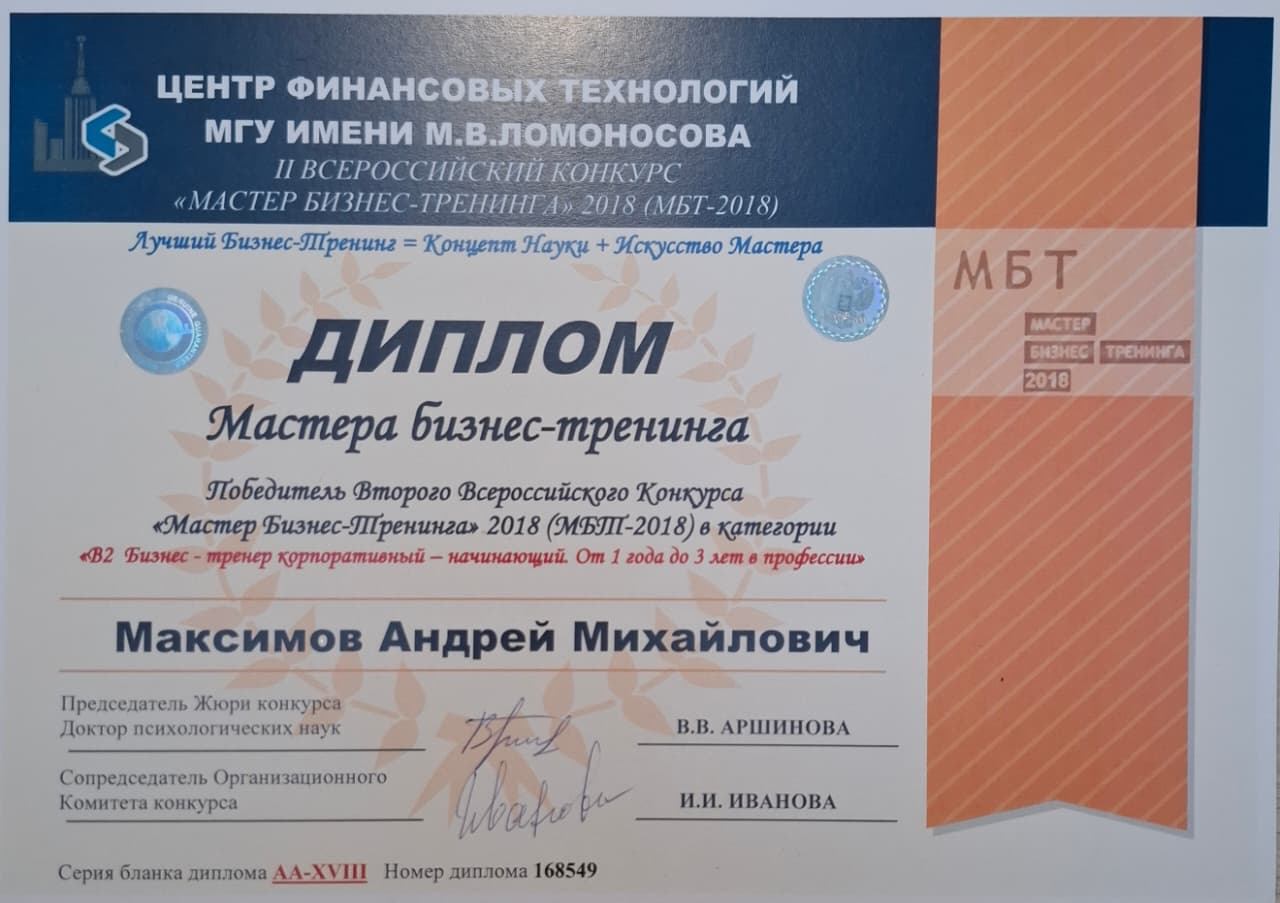 ЦЕНТР ФИНАНСОВЫХ ТЕХНОЛОГИЙ
МГУ ИМЕНИ М.В.ЛОМОНОСОВА
II ВСЕРОССИЙСКИЙ КОНКУРС
«МАСТЕР БИЗНЕС-ТРЕНИНГА» 2018 (МБТ-2018)
Лучший Бизнес-Тренинг = Концепт Науки + Искусство Мастера
МБТ
МАСТЕР
БИЗНЕС ТРЕНИНГА
2018
GENUINE GUARANTEED
ДИПЛОМ
Мастера бизнес-тренинга
Победитель Второго Всероссийского Конкурса
«Мастер Бизнес-Тренинга» 2018 (МБТ-2018) в категории
«В2 Бизнес - тренер корпоративный – начинающий. От 1 года до 3 лет в профессии»
Максимов Андрей Михайлович
Председатель Жюри конкурса
Доктор психологических наук
В.В. АРШИНОВА
Сопредседатель Организационного
Комитета конкурса
И.И. ИВАНОВА
Серия бланка диплома АА-XVIII Номер диплома 168549